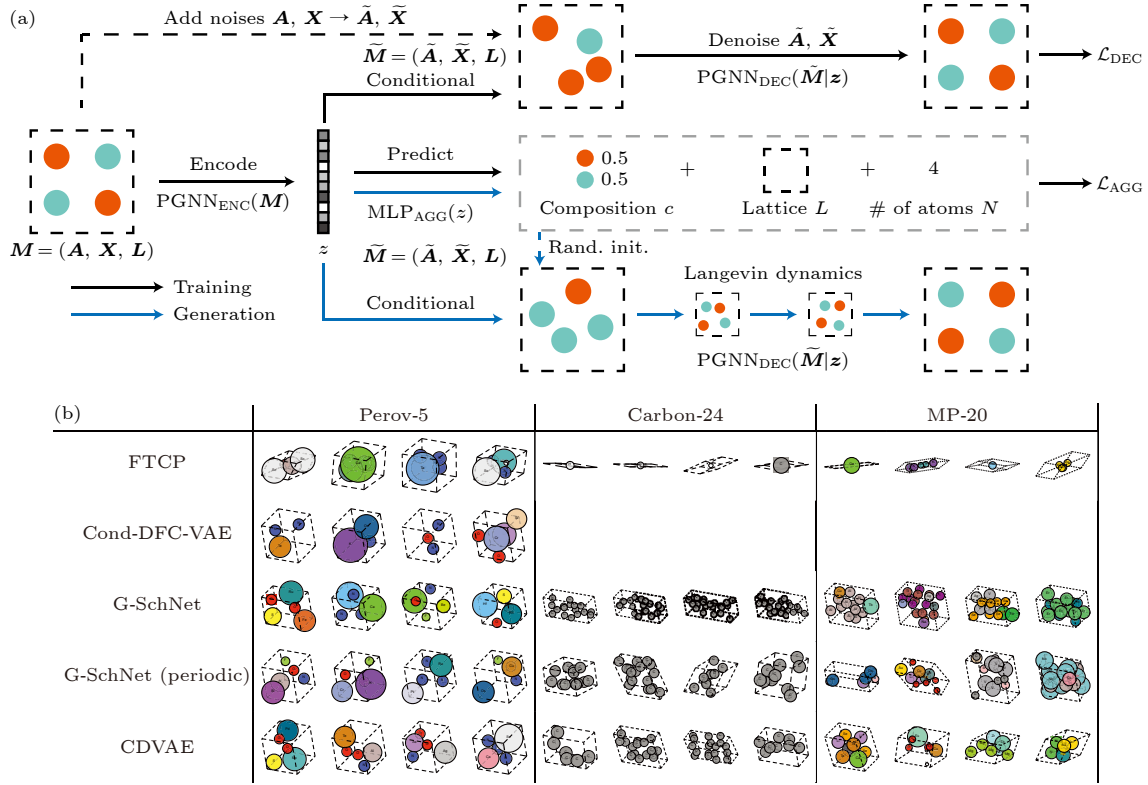 (a)
Add noises A, X → Ã, X̃
M̃ = (Ã, X̃, L)
Conditional
Denoise Ã, X̃
PGNN_DEC(M̃|z)
ℒ_DEC
Encode
PGNN_ENC(M)
M = (A, X, L)
z
Predict
MLP_AGG(z)
0.5
0.5
+
+
4
Composition c
Lattice L
# of atoms N
ℒ_AGG
M̃ = (Ã, X̃, L)
Rand. init.
Conditional
Langevin dynamics
PGNN_DEC(M̃|z)
Training
Generation
(b)
Perov-5
Carbon-24
MP-20
FTCP
Cond-DFC-VAE
G-SchNet
G-SchNet (periodic)
CDVAE